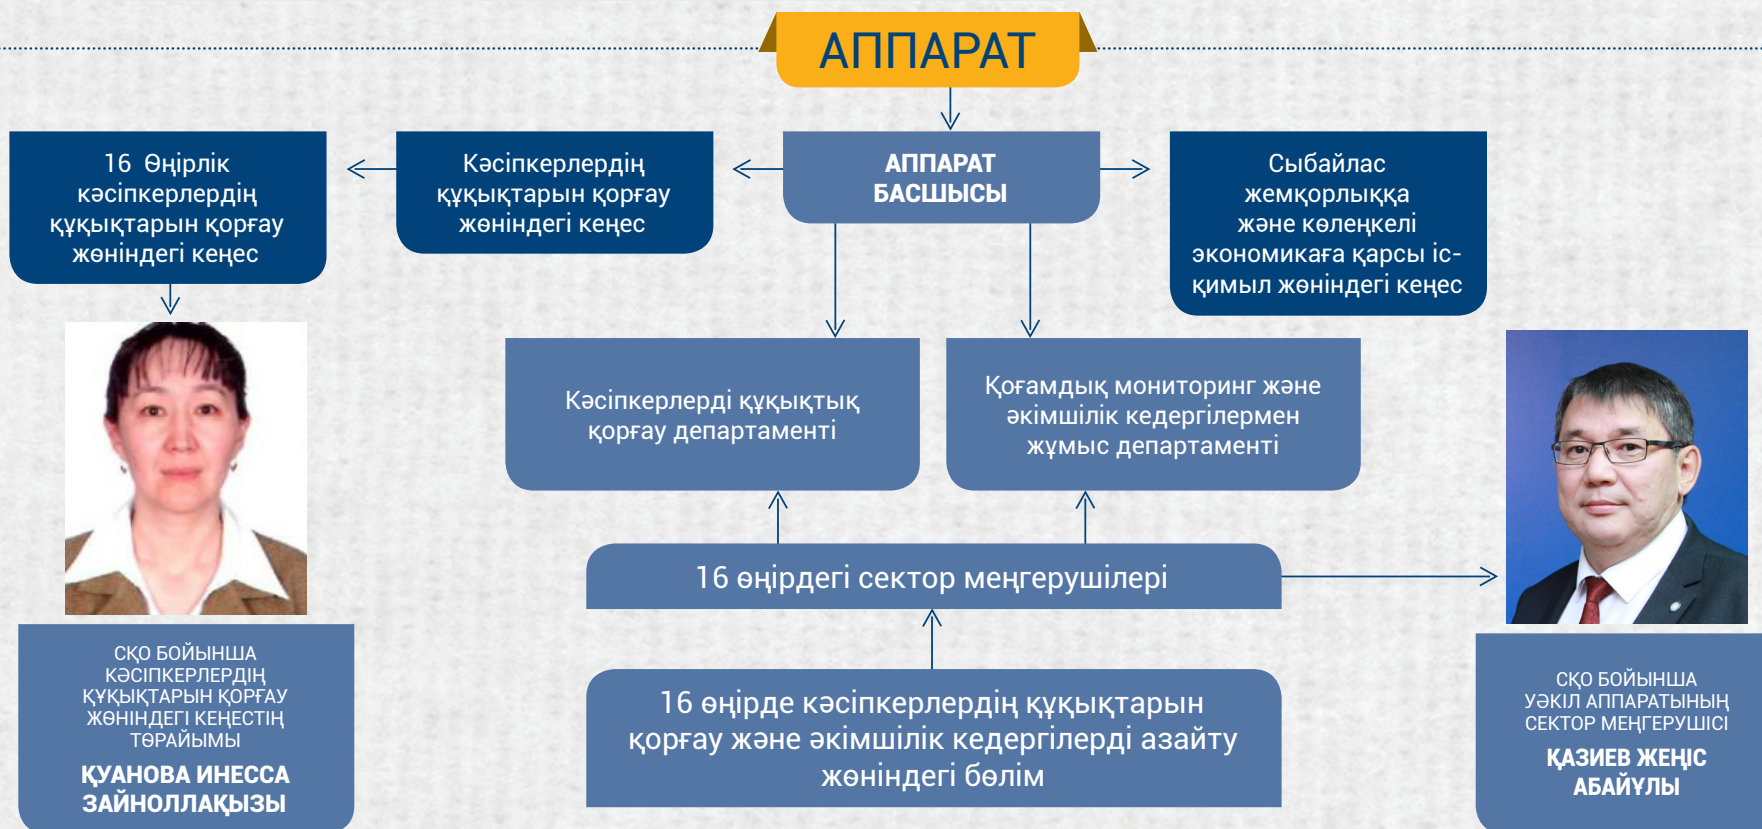 АППАРАТ
16 Өңірлік
кәсіпкерлердің
құқықтарын қорғау
жөніндегі кеңес
Кәсіпкерлердің
құқықтарын қорғау
жөніндегі кеңес
АППАРАТ
БАСШЫСЫ
Сыбайлас
жемқорлыққа
және көлеңкелі
экономикаға қарсы іс-
қимыл жөніндегі кеңес
Кәсіпкерлерді құқықтық
қорғау департаменті
Қоғамдық мониторинг және
әкімшілік кедергілермен
жұмыс департаменті
16 өңірдегі сектор меңгерушілері
16 өңірде кәсіпкерлердің құқықтарын
қорғау және әкімшілік кедергілерді азайту
жөніндегі бөлім
СҚО БОЙЫНША
КӘСІПКЕРЛЕРДІҢ
ҚҰҚЫҚТАРЫН ҚОРҒАУ
ЖӨНІНДЕГІ КЕҢЕСТІҢ
ТӨРАЙЫМЫ
ҚУАНОВА ИНЕССА
ЗАЙНОЛЛАҚЫЗЫ
СҚО БОЙЫНША
УӘКІЛ АППАРАТЫНЫҢ
СЕКТОР МЕҢГЕРУШІСІ
ҚАЗИЕВ ЖЕҢІС
АБАЙҰЛЫ